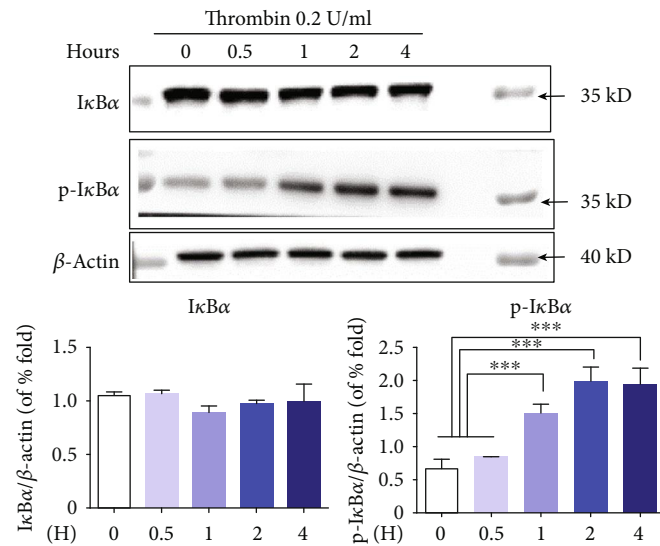 Thrombin 0.2 U/ml
Hours 0 0.5 1 2 4
IκBα 35 kD
p-IκBα 35 kD
β-Actin 40 kD
IκBα
IκBα/β-actin (of % fold)
1.5
1.0
0.5
0
(H) 0 0.5 1 2 4
p-IκBα
p-IκBα/β-actin (of % fold)
2.5
2.0
1.5
1.0
0.5
0
***
***
***
(H) 0 0.5 1 2 4